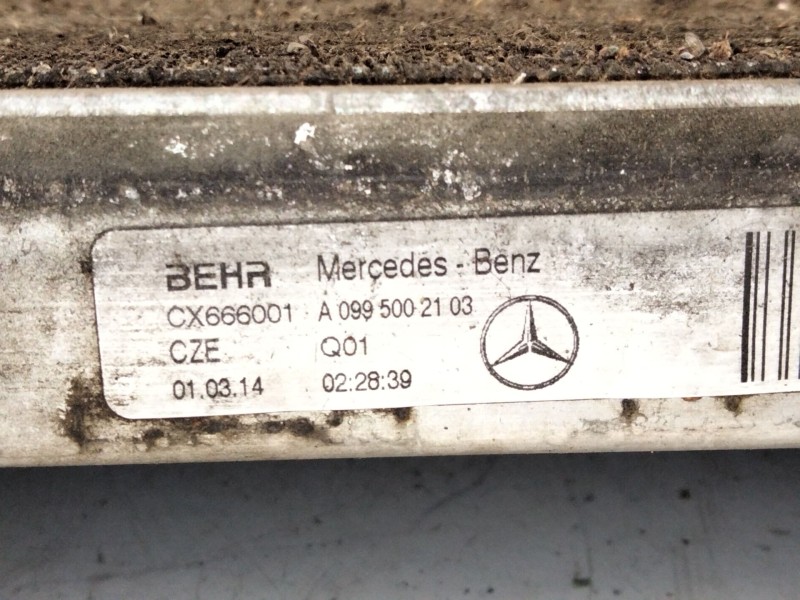 BEHR Mercedes - Benz
CX666001 A 099 500 21 03
CZE Q01
01.03.14 02:28:39